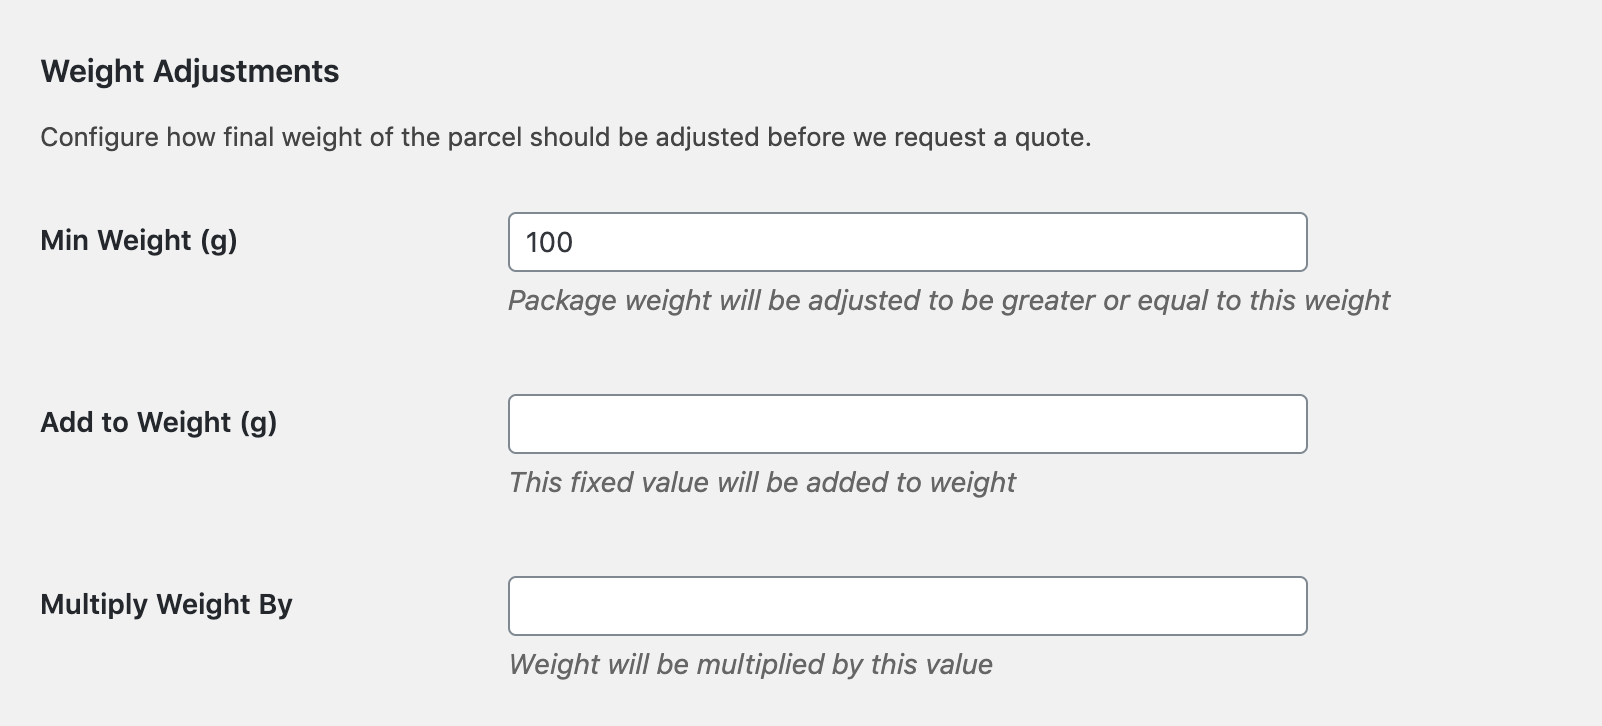 Weight Adjustments
Configure how final weight of the parcel should be adjusted before we request a quote.
Min Weight (g)
100
Package weight will be adjusted to be greater or equal to this weight
Add to Weight (g)
This fixed value will be added to weight
Multiply Weight By
Weight will be multiplied by this value